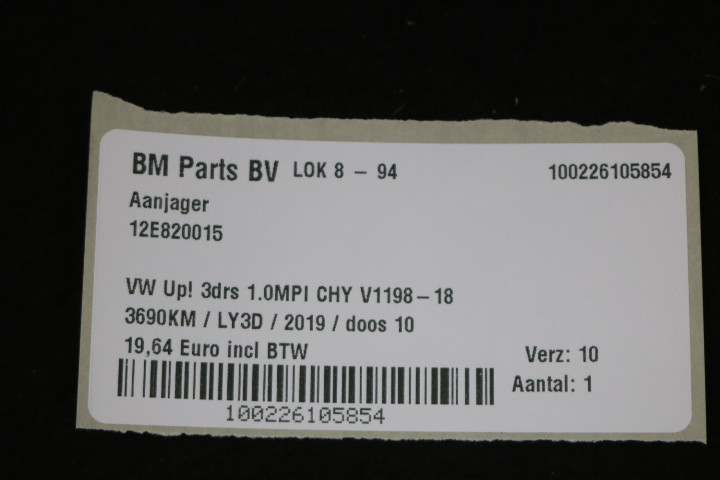 BM Parts BV LOK 8 - 94 100226105854
Aanjager
12E820015
VW Up! 3drs 1.0MPI CHY V1198-18
3690KM / LY3D / 2019 / doos 10
19,64 Euro incl BTW Verz: 10
Aantal: 1
100226105854